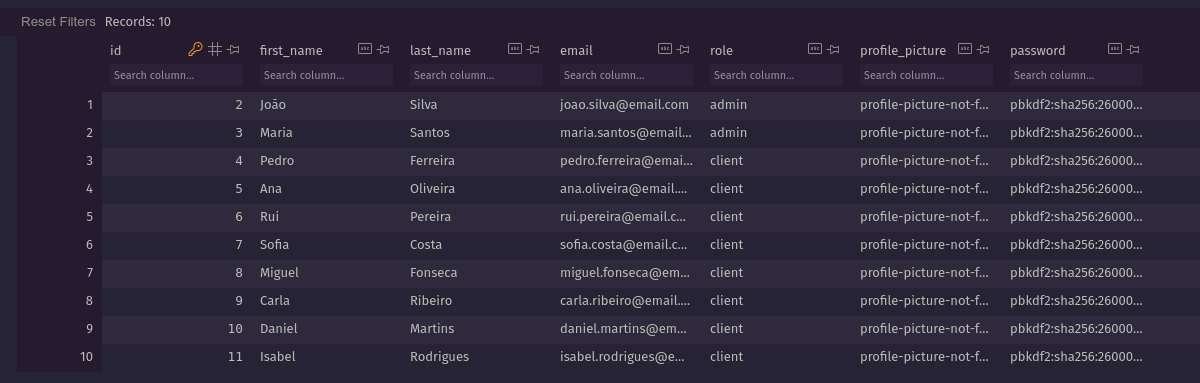 Reset Filters Records: 10
id first_name last_name email role profile_picture password
Search column... Search column... Search column... Search column... Search column... Search column... Search column...
1 2 João Silva joao.silva@email.com admin profile-picture-not-f... pbkdf2:sha256:26000...
2 3 Maria Santos maria.santos@email... admin profile-picture-not-f... pbkdf2:sha256:26000...
3 4 Pedro Ferreira pedro.ferreira@emai... client profile-picture-not-f... pbkdf2:sha256:26000...
4 5 Ana Oliveira ana.oliveira@email.... client profile-picture-not-f... pbkdf2:sha256:26000...
5 6 Rui Pereira rui.pereira@email.c... client profile-picture-not-f... pbkdf2:sha256:26000...
6 7 Sofia Costa sofia.costa@email.c... client profile-picture-not-f... pbkdf2:sha256:26000...
7 8 Miguel Fonseca miguel.fonseca@em... client profile-picture-not-f... pbkdf2:sha256:26000...
8 9 Carla Ribeiro carla.ribeiro@email.... client profile-picture-not-f... pbkdf2:sha256:26000...
9 10 Daniel Martins daniel.martins@em... client profile-picture-not-f... pbkdf2:sha256:26000...
10 11 Isabel Rodrigues isabel.rodrigues@e... client profile-picture-not-f... pbkdf2:sha256:26000...